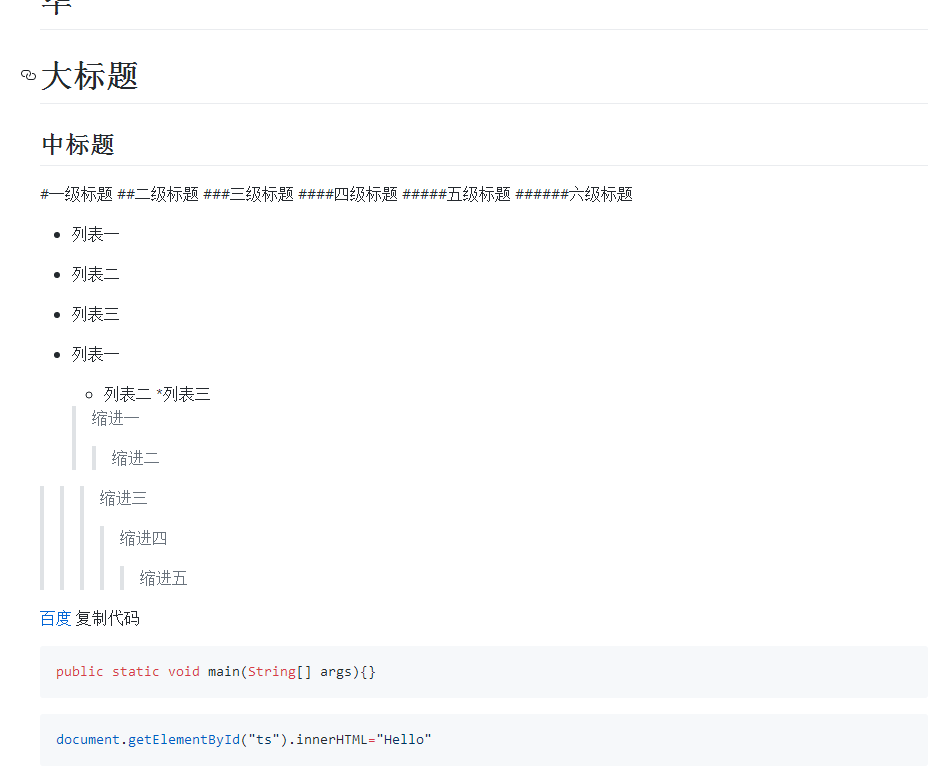 大标题
中标题
#一级标题 ##二级标题 ###三级标题 ####四级标题 #####五级标题 ######六级标题
列表一
列表二
列表三
列表一
列表二 *列表三
缩进一
缩进二
缩进三
缩进四
缩进五
百度 复制代码
public static void main(String[] args){}
document.getElementById("ts").innerHTML="Hello"